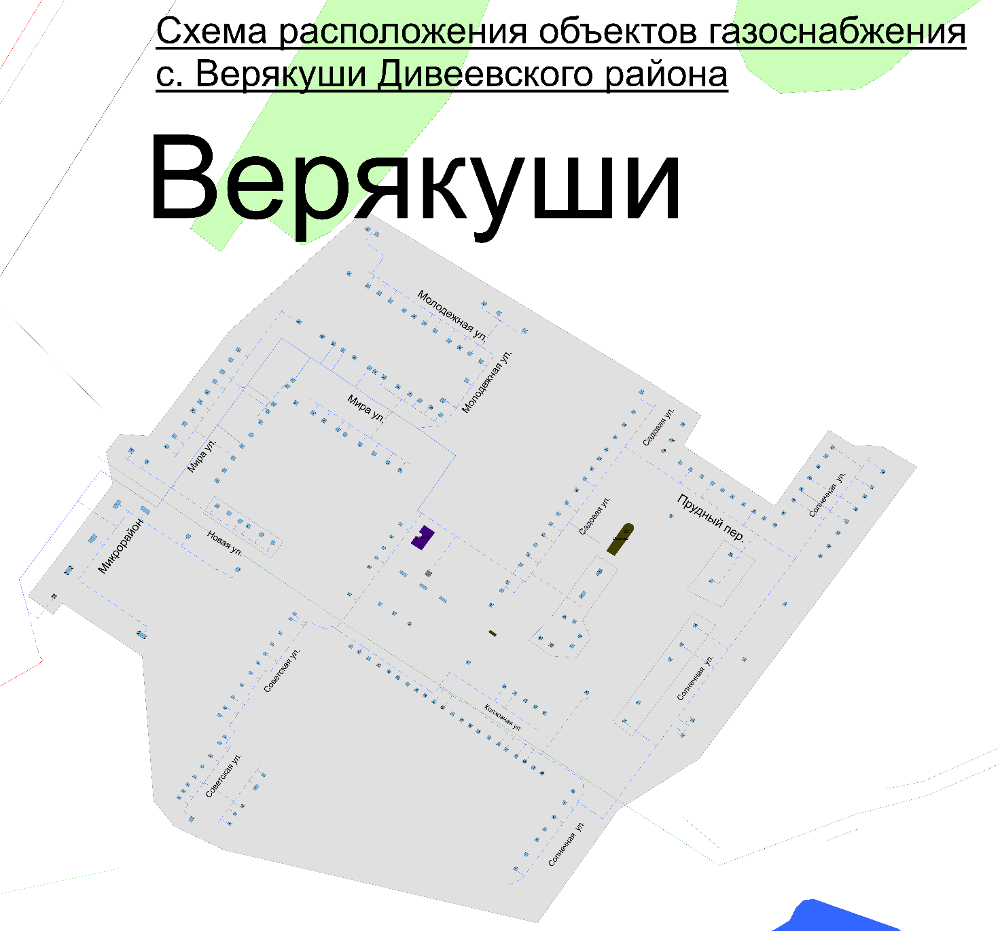 Схема расположения объектов газоснабжения
с. Верякуши Дивеевского района
Верякуши
Молодежная ул.
Молодежная ул.
Мира ул.
Мира ул.
Садовая ул.
Садовая ул.
Солнечная ул.
Прудный пер.
Микрорайон
Новая ул.
Советская ул.
Солнечная ул.
Колхозная ул.
Советская ул.
Солнечная ул.